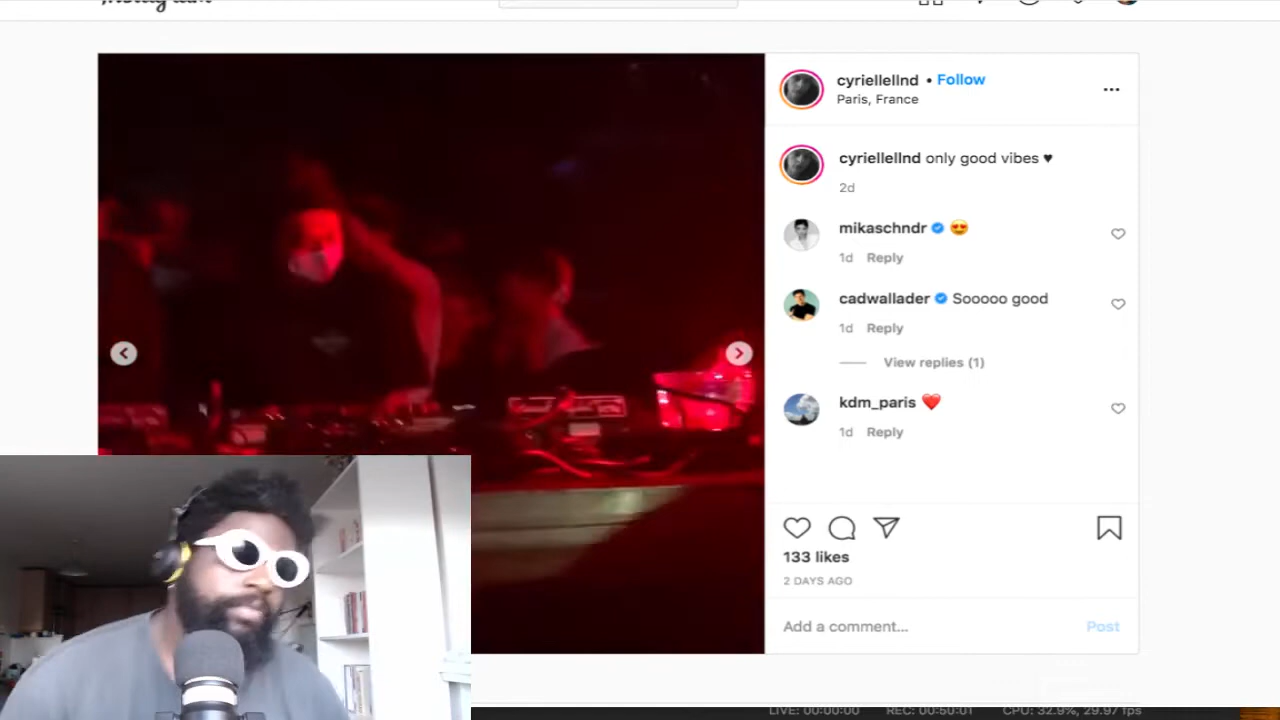 cyriellellnd • Follow
Paris, France
cyriellellnd only good vibes ♥
2d
mikaschndr 😍
1d Reply
cadwallader Sooooo good
1d Reply
View replies (1)
kdm_paris ❤️
1d Reply
133 likes
2 DAYS AGO
Add a comment... Post
LIVE: 00:00:00 REC: 00:50:01 CPU: 32.9%, 29.97 fps